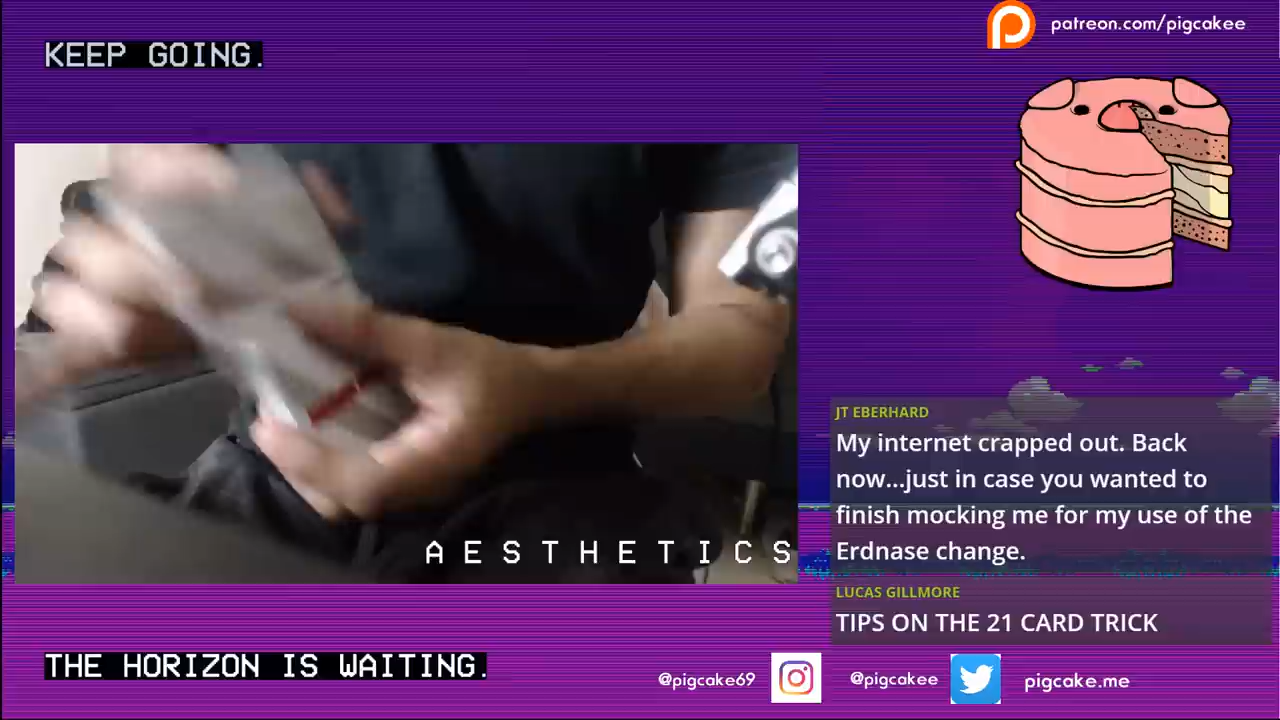 KEEP GOING.
patreon.com/pigcakee
A E S T H E T I C S
JT EBERHARD
My internet crapped out. Back
now...just in case you wanted to
finish mocking me for my use of the
Erdnase change.
LUCAS GILLMORE
TIPS ON THE 21 CARD TRICK
THE HORIZON IS WAITING.
@pigcake69
@pigcakee
pigcake.me